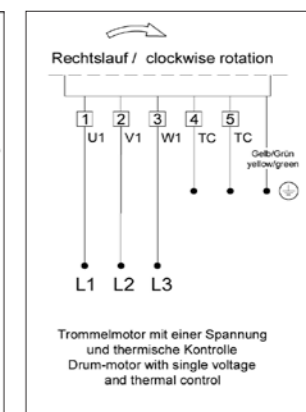 Rechtslauf / clockwise rotation
1 2 3 4 5
U1 V1 W1 TC TC
Gelb/Grün
yellow/green
L1 L2 L3
Trommelmotor mit einer Spannung
und thermische Kontrolle
Drum-motor with single voltage
and thermal control